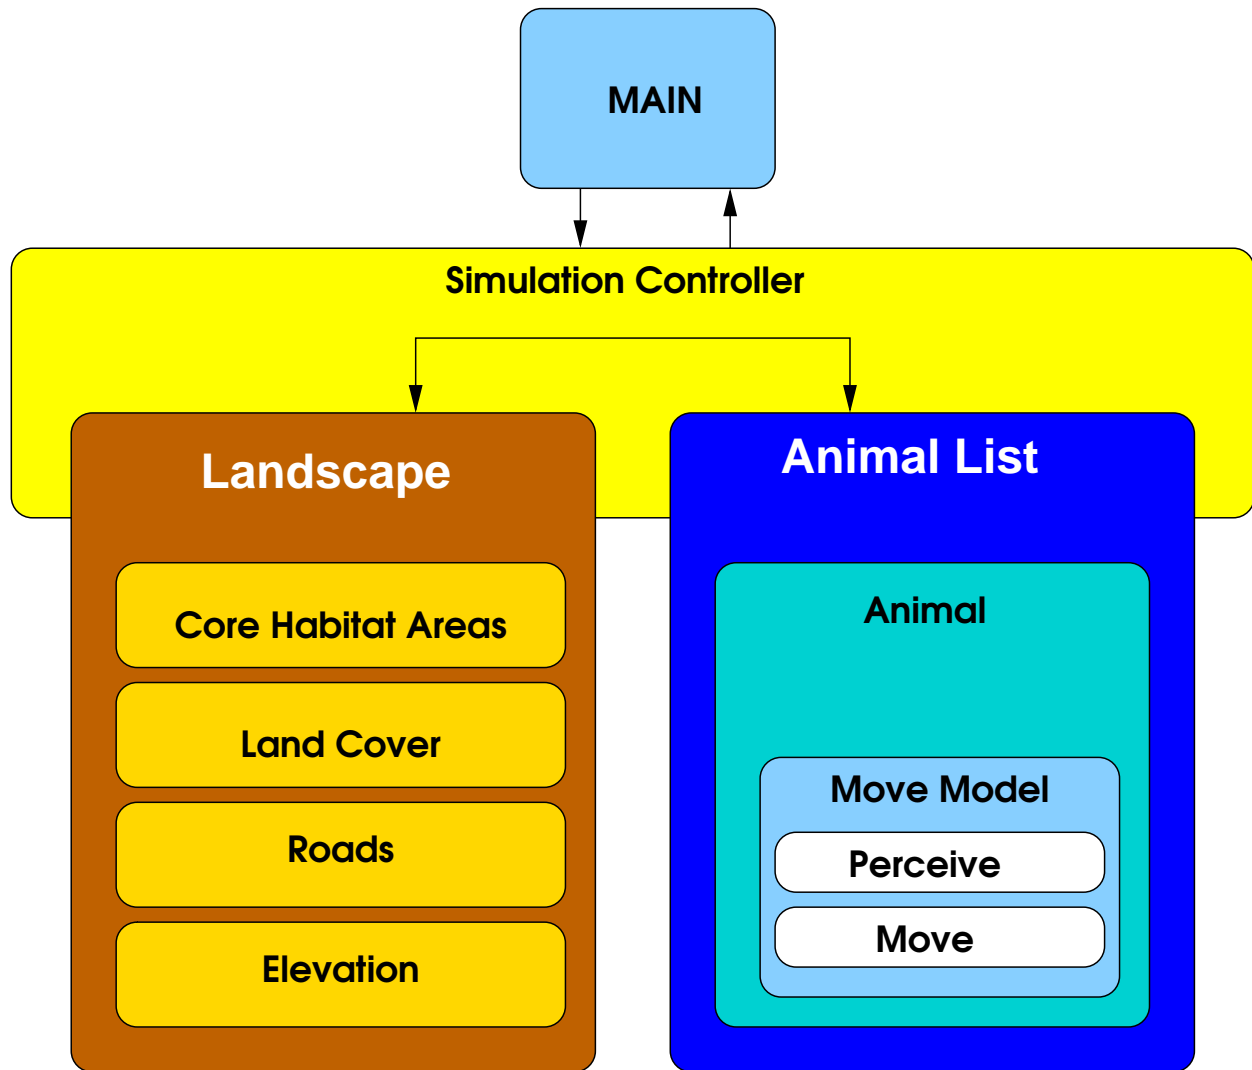 MAIN
Simulation Controller
Landscape
Core Habitat Areas
Land Cover
Roads
Elevation
Animal List
Animal
Move Model
Perceive
Move